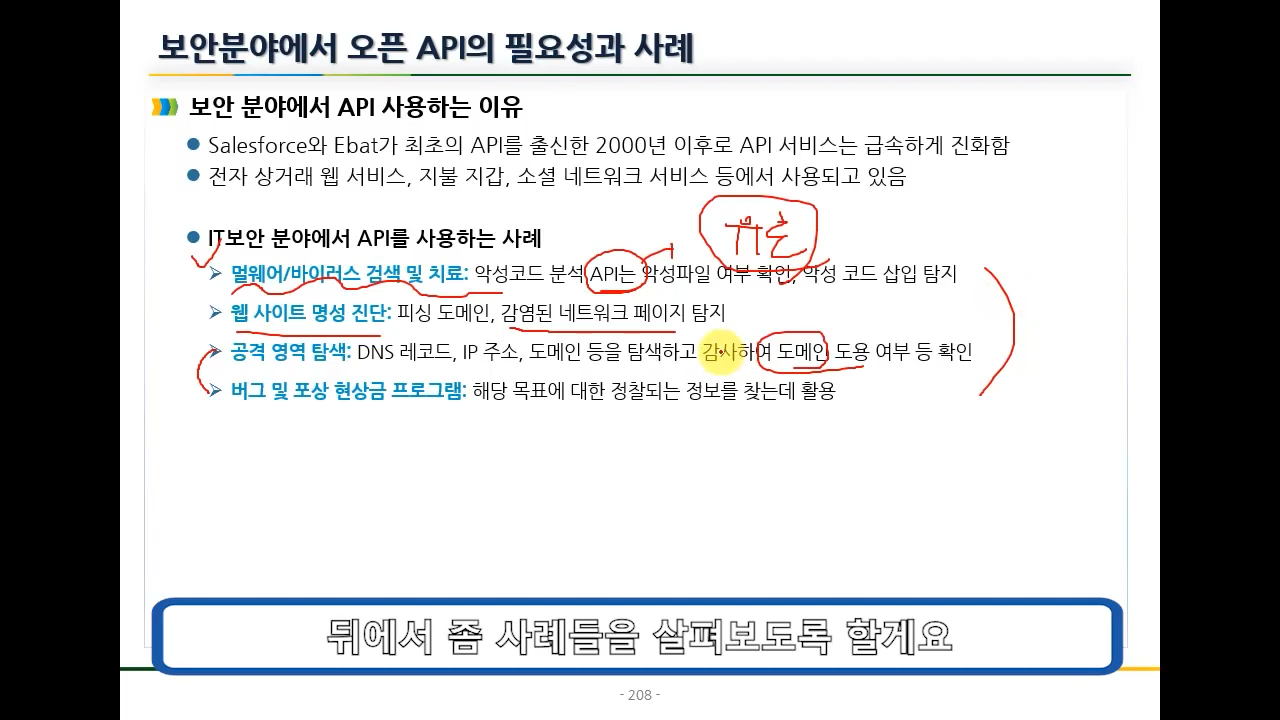 보안분야에서 오픈 API의 필요성과 사례
보안 분야에서 API 사용하는 이유
Salesforce와 Ebat가 최초의 API를 출신한 2000년 이후로 API 서비스는 급속하게 진화함
전자 상거래 웹 서비스, 지불 지갑, 소셜 네트워크 서비스 등에서 사용되고 있음
IT보안 분야에서 API를 사용하는 사례
멀웨어/바이러스 검색 및 치료: 악성코드 분석 API는 악성파일 여부 확인, 악성 코드 삽입 탐지
웹 사이트 명성 진단: 피싱 도메인, 감염된 네트워크 페이지 탐지
공격 영역 탐색: DNS 레코드, IP 주소, 도메인 등을 탐색하고 감사하여 도메인 도용 여부 등 확인
버그 및 포상 현상금 프로그램: 해당 목표에 대한 정찰되는 정보를 찾는데 활용
뒤에서 좀 사례들을 살펴보도록 할게요
- 208 -